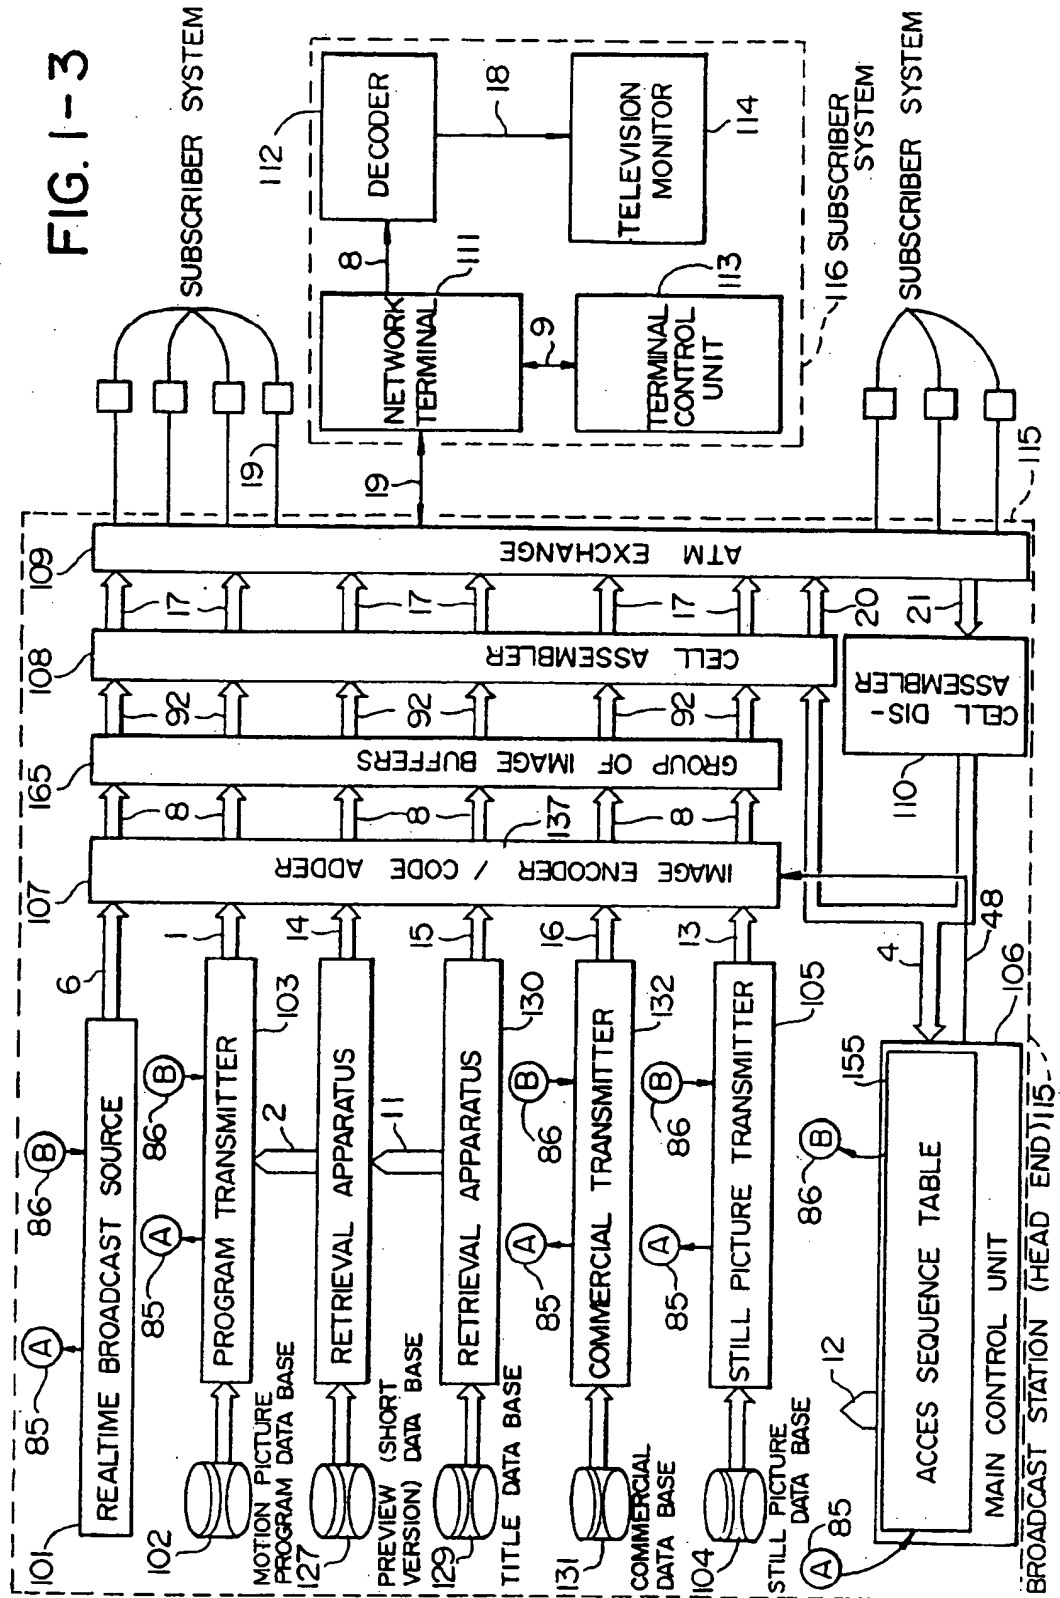 FIG. 1-3
101
REALTIME BROADCAST SOURCE
85
A
86
B
6
107
8
165
92
108
17
109
19
SUBSCRIBER SYSTEM
102
MOTION PICTURE
PROGRAM DATA BASE
PROGRAM TRANSMITTER
103
85
A
86
B
1
8
92
17
2
127
PREVIEW (SHORT
VERSION) DATA BASE
RETRIEVAL APPARATUS
14
8
92
17
11
129
TITLE DATA BASE
RETRIEVAL APPARATUS
130
15
137
131
COMMERCIAL
DATA BASE
COMMERCIAL TRANSMITTER
132
85
A
86
B
16
8
92
17
104
STILL PICTURE
DATA BASE
STILL PICTURE TRANSMITTER
105
85
A
86
B
13
IMAGE ENCODER / CODE ADDER
GROUP OF IMAGE BUFFERS
CELL ASSEMBLER
ATM EXCHANGE
20
21
CELL DIS-
ASSEMBLER
110
4
48
106
12
85
A
86
B
155
ACCES SEQUENCE TABLE
MAIN CONTROL UNIT
BROADCAST STATION (HEAD END) 115
115
19
NETWORK
TERMINAL
111
8
DECODER
112
18
TELEVISION
MONITOR
114
9
TERMINAL
CONTROL
UNIT
113
116 SUBSCRIBER
SYSTEM
SUBSCRIBER SYSTEM